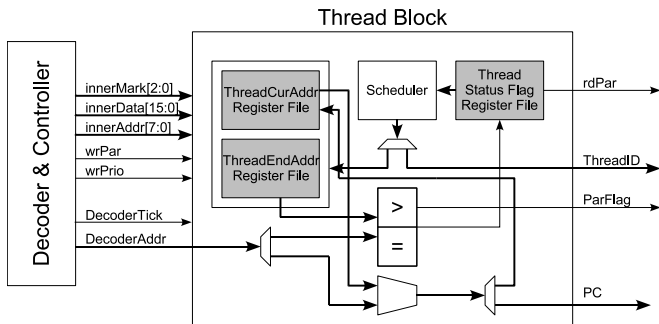 Thread Block
Decoder & Controller
innerMark[2:0]
innerData[15:0]
innerAddr[7:0]
wrPar
wrPrio
DecoderTick
DecoderAddr
ThreadCurAddr
Register File
ThreadEndAddr
Register File
Scheduler
Thread
Status Flag
Register File
>
=
rdPar
ThreadID
ParFlag
PC